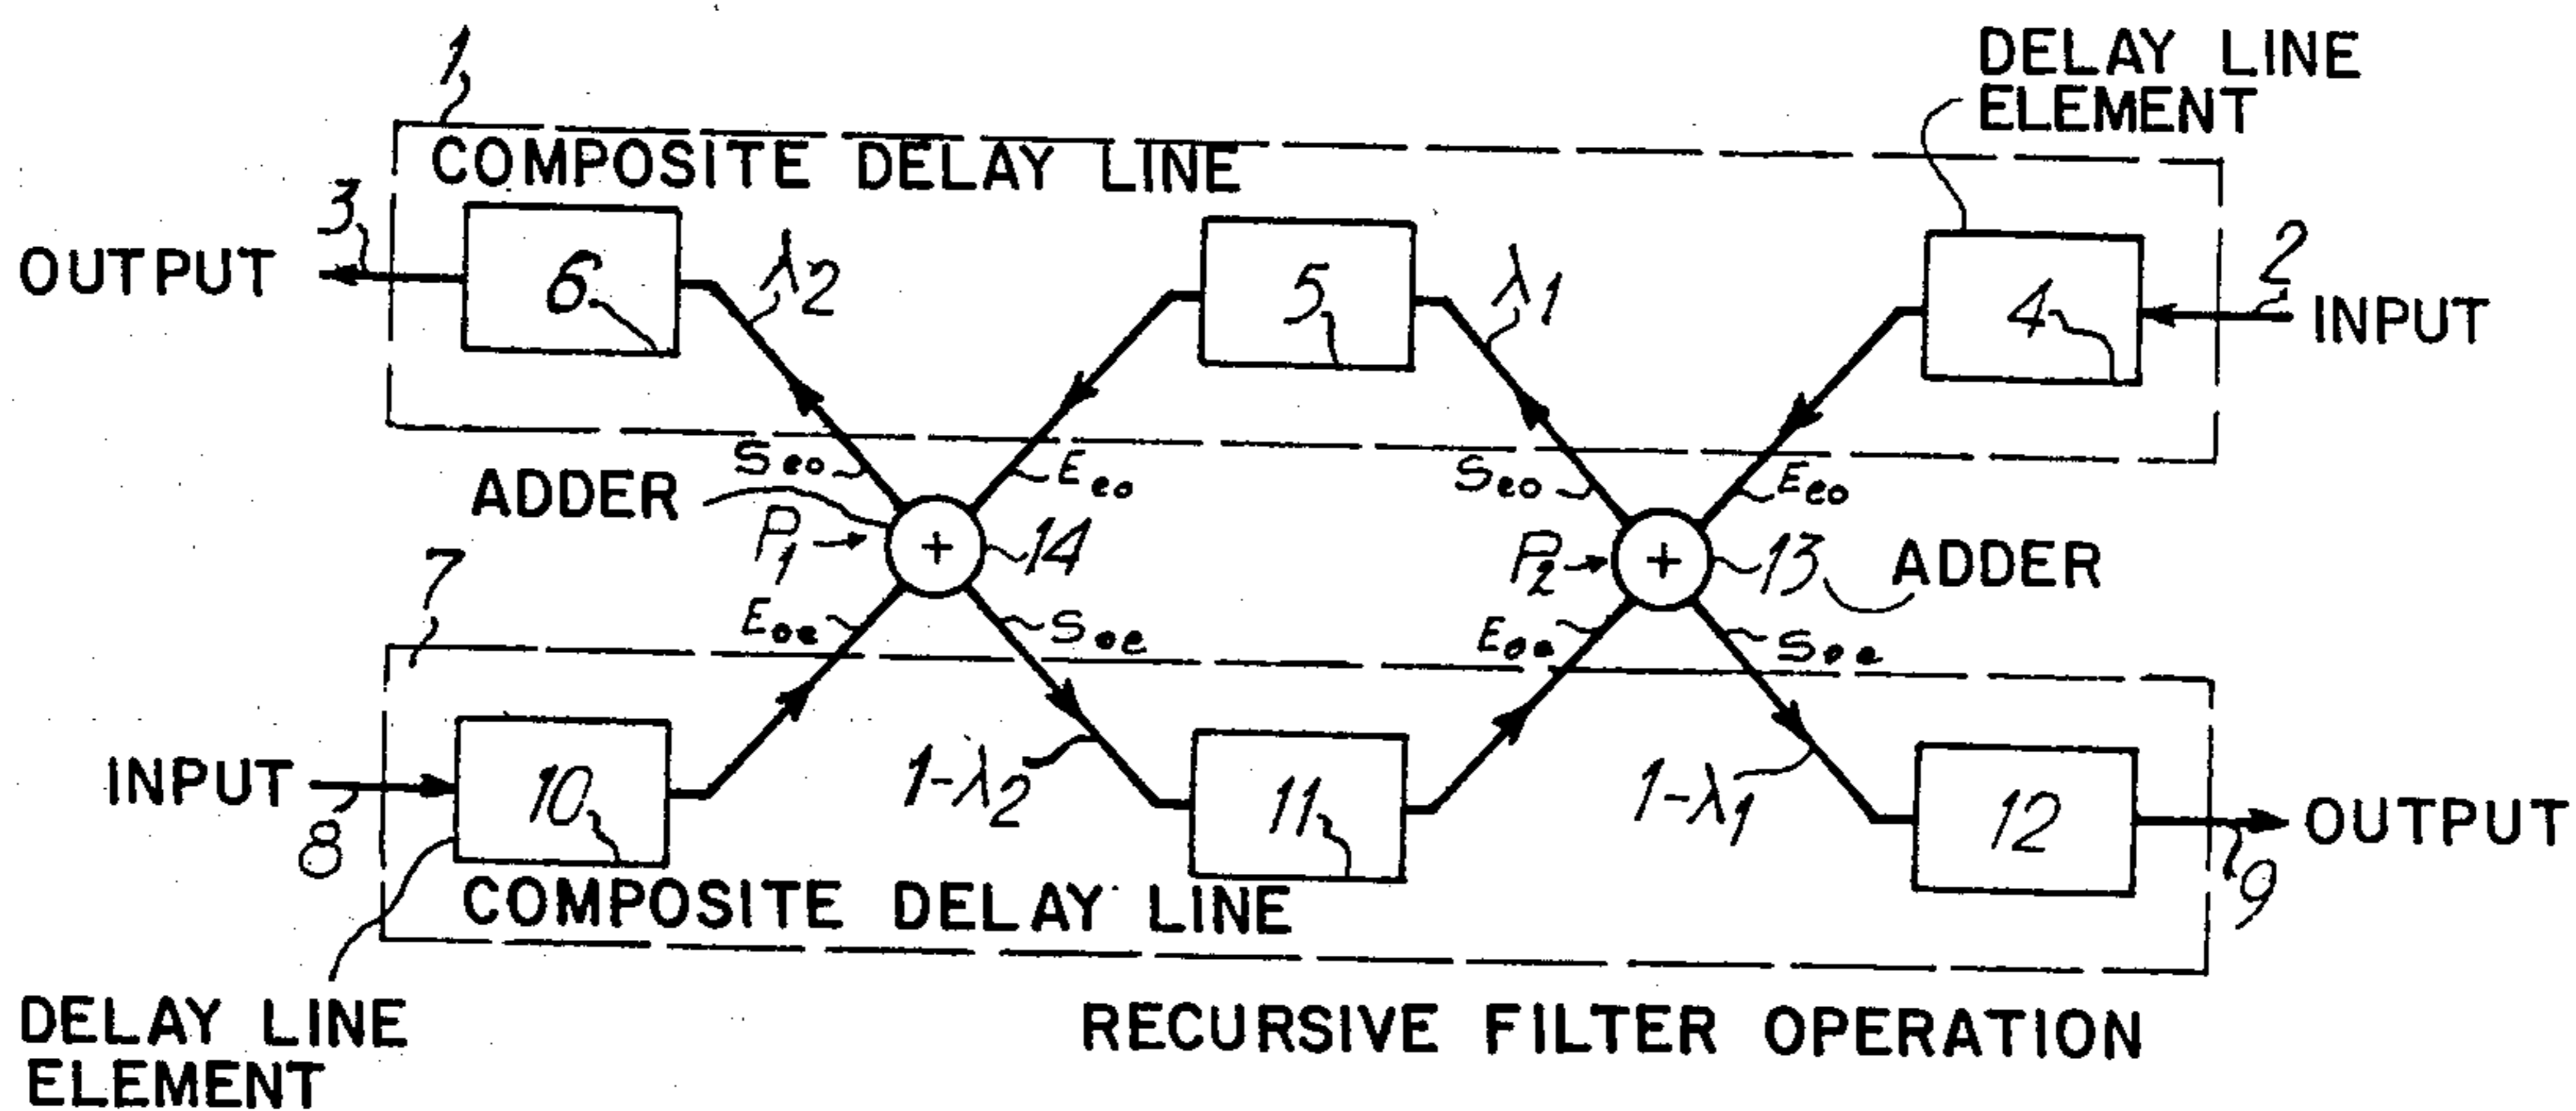 1
DELAY LINE
ELEMENT
COMPOSITE DELAY LINE
3
OUTPUT
6
λ2
5
λ1
4
2
INPUT
Seo
Eeo
Seo
Eeo
ADDER
P1
+
14
P2
+
13
ADDER
7
Eoe
Soe
Eoe
Soe
INPUT
8
10
1-λ2
11
1-λ1
12
OUTPUT
9
COMPOSITE DELAY LINE
DELAY LINE
ELEMENT
RECURSIVE FILTER OPERATION